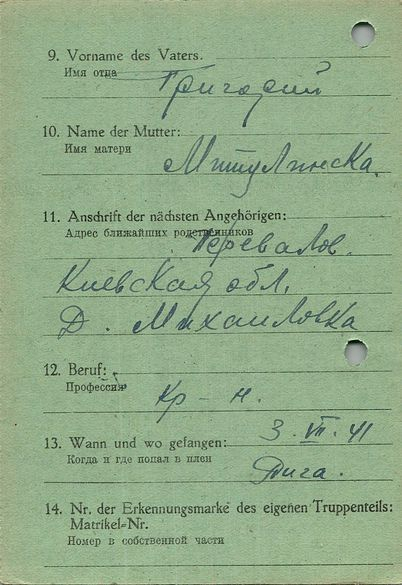 9. Vorname des Vaters.
Имя отца
Григорий
10. Name der Mutter:
Имя матери
Митулинска.
11. Anschrift der nächsten Angehörigen:
Адрес ближайших родственников
Перевалов.
Киевская обл.
Д. Михаиловка
12. Beruf:
Профессия
Кр – н.
13. Wann und wo gefangen:
Когда и где попал в плен
3. VII. 41
Рига.
14. Nr. der Erkennungsmarke des eigenen Truppenteils:
Matrikel-Nr.
Номер в собственной части